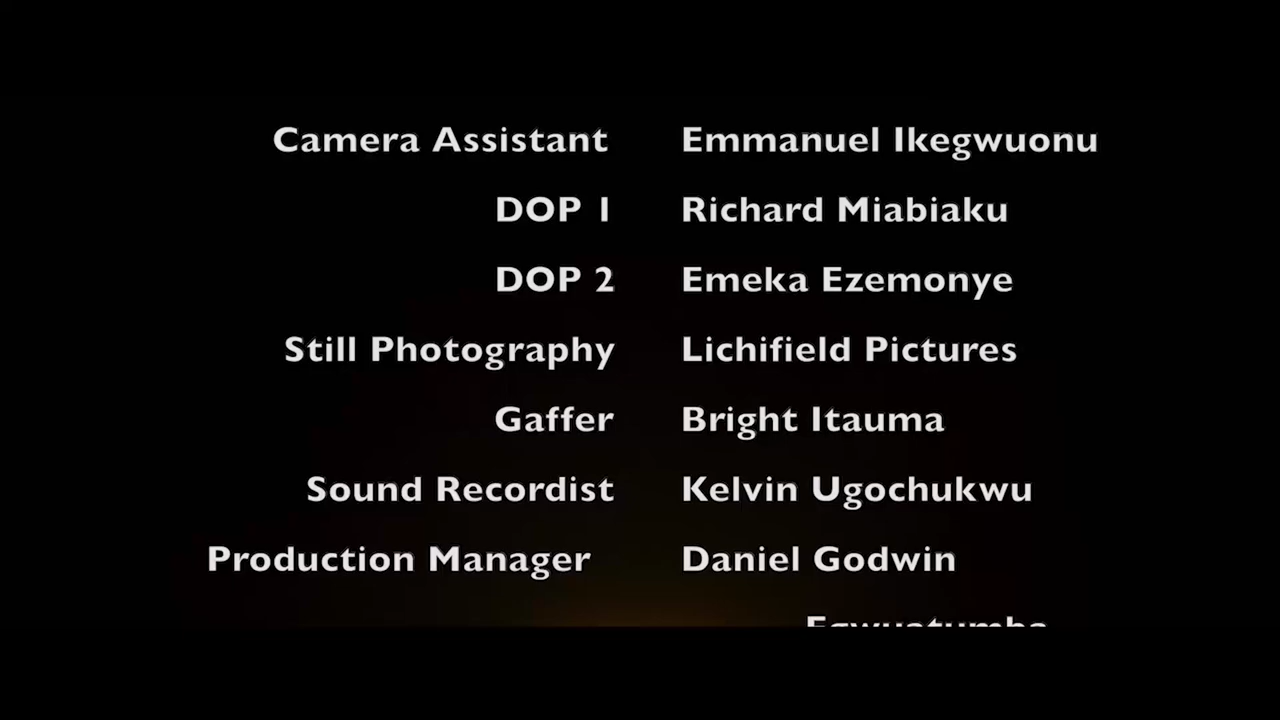 Camera Assistant Emmanuel Ikegwuonu
DOP 1 Richard Miabiaku
DOP 2 Emeka Ezemonye
Still Photography Lichifield Pictures
Gaffer Bright Itauma
Sound Recordist Kelvin Ugochukwu
Production Manager Daniel Godwin